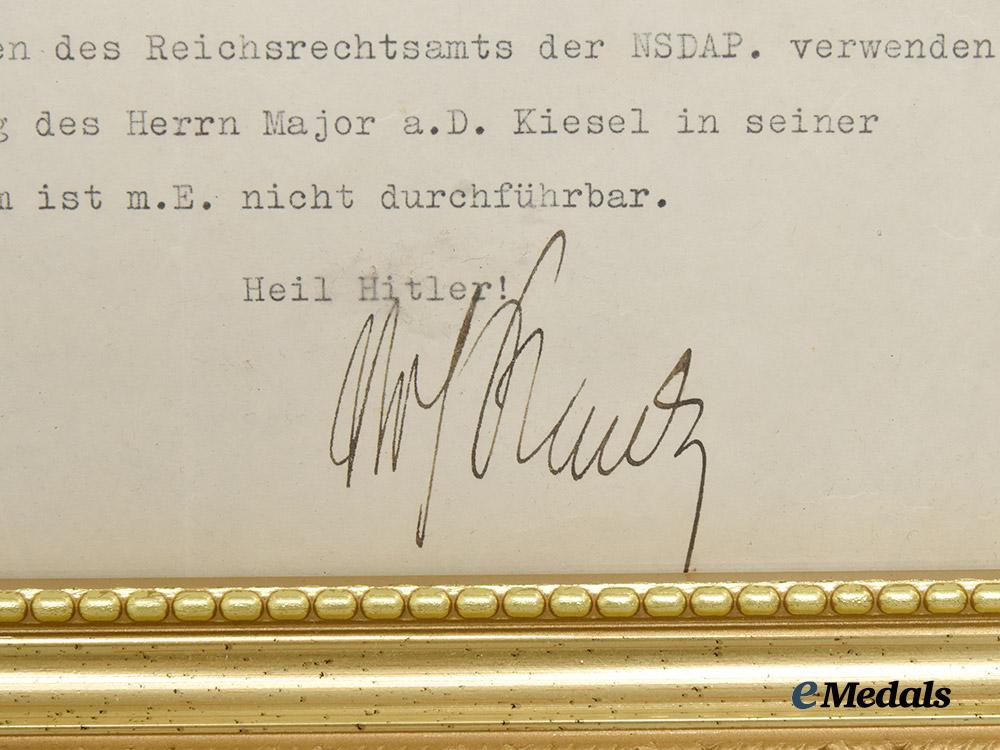 en des Reichsrechtsamts der NSDAP. verwenden
g des Herrn Major a.D. Kiesel in seiner
n ist m.E. nicht durchführbar.
Heil Hitler!
eMedals